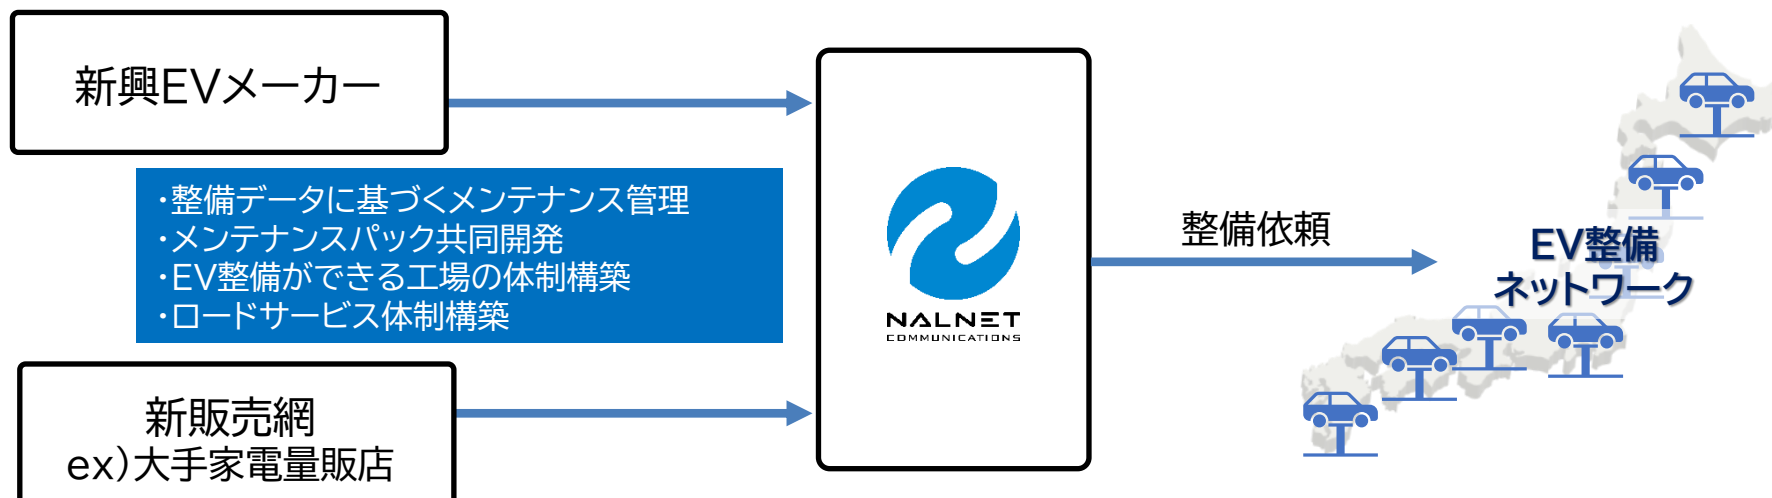 新興EVメーカー
・整備データに基づくメンテナンス管理
・メンテナンスパック共同開発
・EV整備ができる工場の体制構築
・ロードサービス体制構築
新販売網
ex)大手家電量販店
NALNET
COMMUNICATIONS
整備依頼
EV整備
ネットワーク